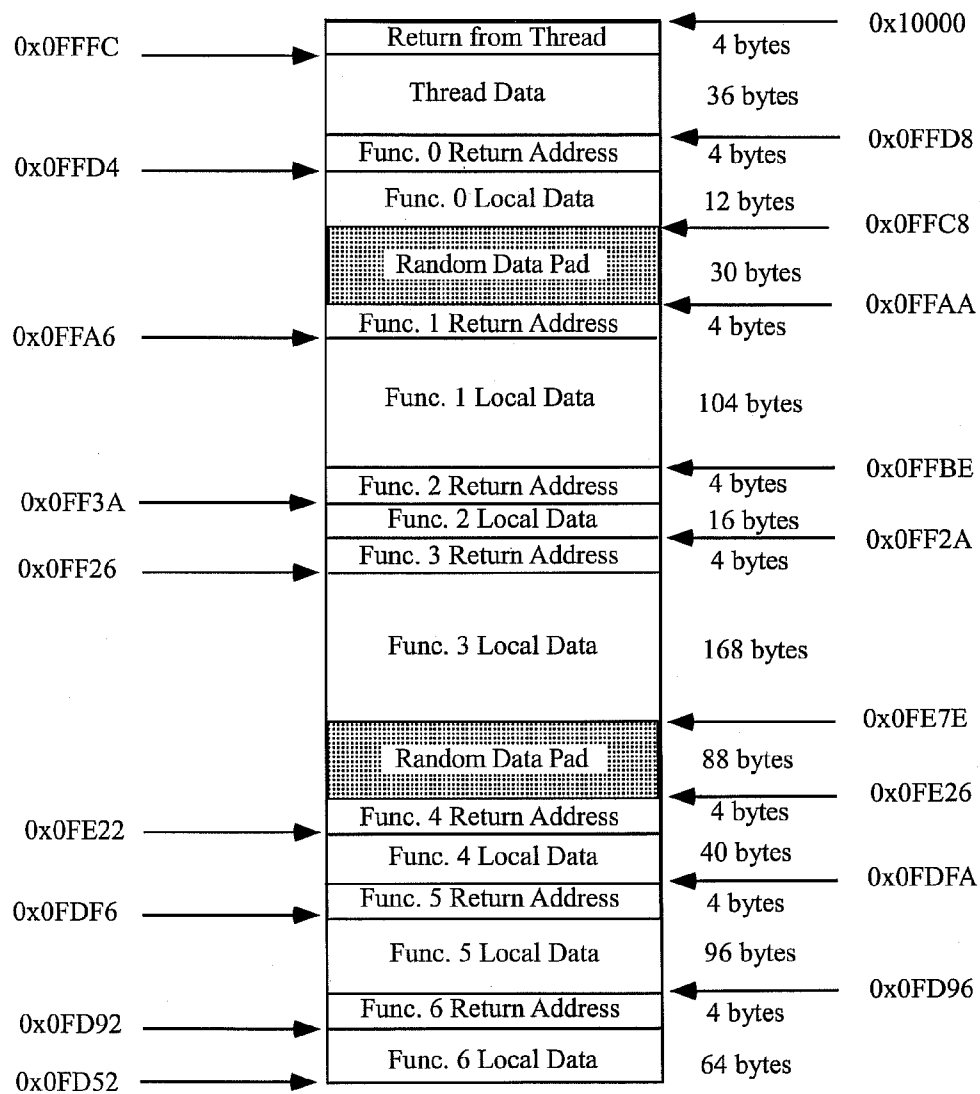 0x10000
Return from Thread
4 bytes
0x0FFFC
Thread Data
36 bytes
0x0FFD8
Func. 0 Return Address
4 bytes
0x0FFD4
Func. 0 Local Data
12 bytes
0x0FFC8
Random Data Pad
30 bytes
0x0FFAA
Func. 1 Return Address
4 bytes
0x0FFA6
Func. 1 Local Data
104 bytes
0x0FFBE
Func. 2 Return Address
4 bytes
0x0FF3A
Func. 2 Local Data
16 bytes
0x0FF2A
Func. 3 Return Address
4 bytes
0x0FF26
Func. 3 Local Data
168 bytes
0x0FE7E
Random Data Pad
88 bytes
0x0FE26
Func. 4 Return Address
4 bytes
0x0FE22
Func. 4 Local Data
40 bytes
0x0FDFA
Func. 5 Return Address
4 bytes
0x0FDF6
Func. 5 Local Data
96 bytes
0x0FD96
Func. 6 Return Address
4 bytes
0x0FD92
Func. 6 Local Data
64 bytes
0x0FD52